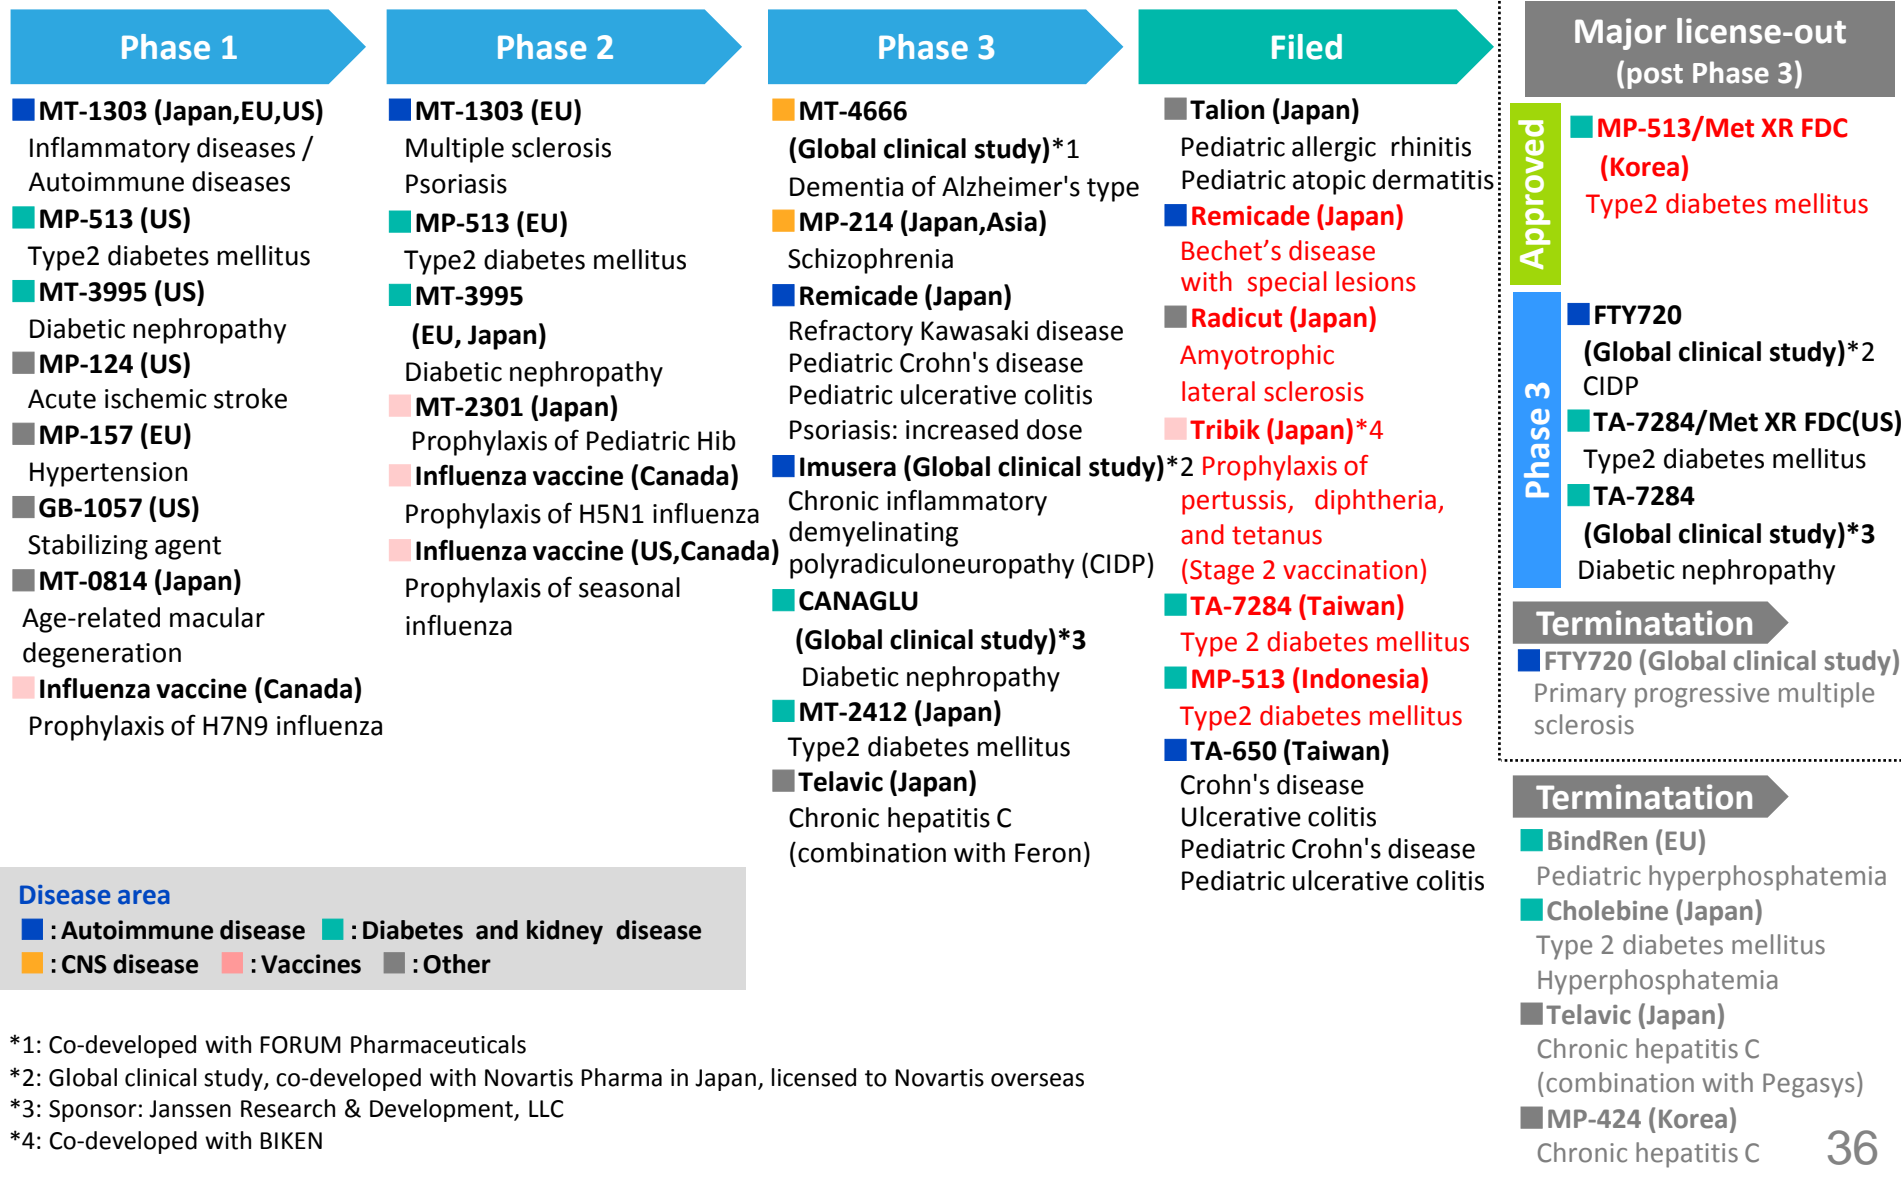 Phase 1
MT-1303 (Japan,EU,US)
Inflammatory diseases /
Autoimmune diseases
MP-513 (US)
Type2 diabetes mellitus
MT-3995 (US)
Diabetic nephropathy
MP-124 (US)
Acute ischemic stroke
MP-157 (EU)
Hypertension
GB-1057 (US)
Stabilizing agent
MT-0814 (Japan)
Age-related macular
degeneration
Influenza vaccine (Canada)
Prophylaxis of H7N9 influenza
Phase 2
MT-1303 (EU)
Multiple sclerosis
Psoriasis
MP-513 (EU)
Type2 diabetes mellitus
MT-3995
(EU, Japan)
Diabetic nephropathy
MT-2301 (Japan)
Prophylaxis of Pediatric Hib
Influenza vaccine (Canada)
Prophylaxis of H5N1 influenza
Influenza vaccine (US,Canada)
Prophylaxis of seasonal
influenza
Phase 3
MT-4666
(Global clinical study)*1
Dementia of Alzheimer's type
MP-214 (Japan,Asia)
Schizophrenia
Remicade (Japan)
Refractory Kawasaki disease
Pediatric Crohn's disease
Pediatric ulcerative colitis
Psoriasis: increased dose
Imusera (Global clinical study)*2
Chronic inflammatory
demyelinating
polyradiculoneuropathy (CIDP)
CANAGLU
(Global clinical study)*3
Diabetic nephropathy
MT-2412 (Japan)
Type2 diabetes mellitus
Telavic (Japan)
Chronic hepatitis C
(combination with Feron)
Filed
Talion (Japan)
Pediatric allergic rhinitis
Pediatric atopic dermatitis
Remicade (Japan)
Bechet’s disease
with special lesions
Radicut (Japan)
Amyotrophic
lateral sclerosis
Tribik (Japan)*4
Prophylaxis of
pertussis, diphtheria,
and tetanus
(Stage 2 vaccination)
TA-7284 (Taiwan)
Type 2 diabetes mellitus
MP-513 (Indonesia)
Type2 diabetes mellitus
TA-650 (Taiwan)
Crohn's disease
Ulcerative colitis
Pediatric Crohn's disease
Pediatric ulcerative colitis
Major license-out
(post Phase 3)
Approved
MP-513/Met XR FDC
(Korea)
Type2 diabetes mellitus
Phase 3
FTY720
(Global clinical study)*2
CIDP
TA-7284/Met XR FDC(US)
Type2 diabetes mellitus
TA-7284
(Global clinical study)*3
Diabetic nephropathy
Terminatation
FTY720 (Global clinical study)
Primary progressive multiple
sclerosis
Terminatation
BindRen (EU)
Pediatric hyperphosphatemia
Cholebine (Japan)
Type 2 diabetes mellitus
Hyperphosphatemia
Telavic (Japan)
Chronic hepatitis C
(combination with Pegasys)
MP-424 (Korea)
Chronic hepatitis C
Disease area
: Autoimmune disease : Diabetes and kidney disease
: CNS disease : Vaccines : Other
*1: Co-developed with FORUM Pharmaceuticals
*2: Global clinical study, co-developed with Novartis Pharma in Japan, licensed to Novartis overseas
*3: Sponsor: Janssen Research & Development, LLC
*4: Co-developed with BIKEN
36